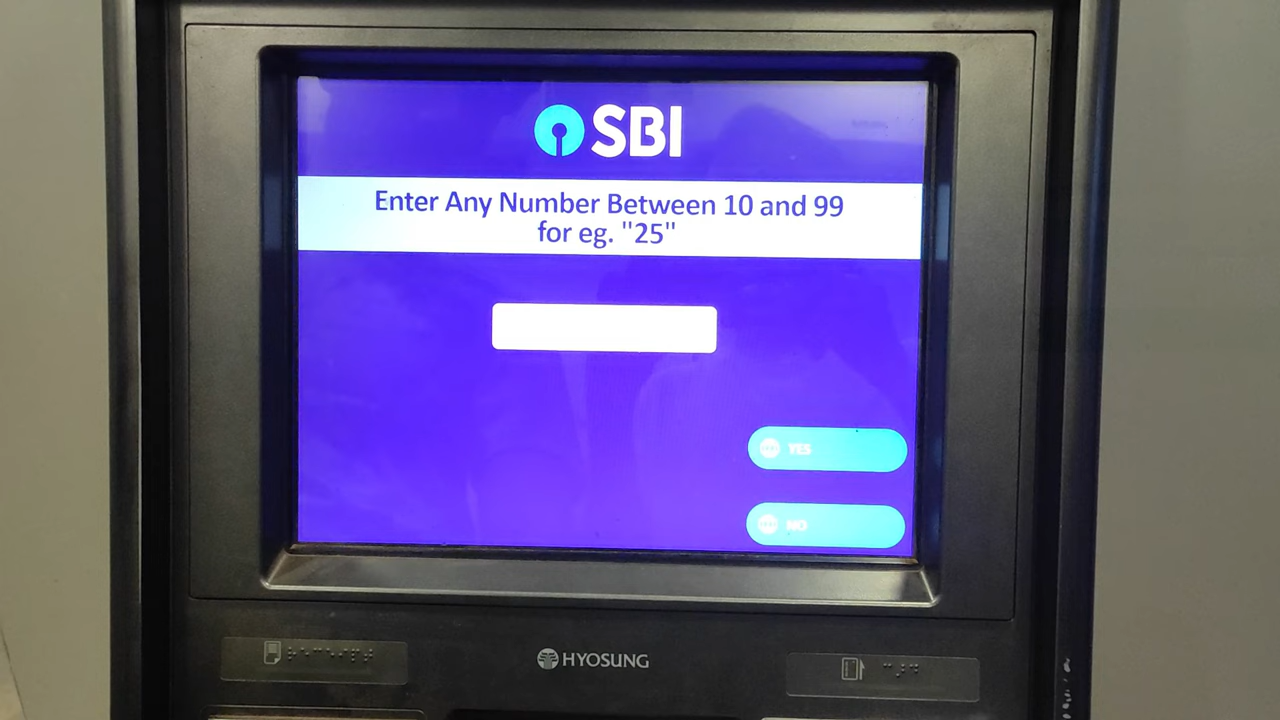 SBI
Enter Any Number Between 10 and 99
for eg. "25"
YES
NO
HYOSUNG